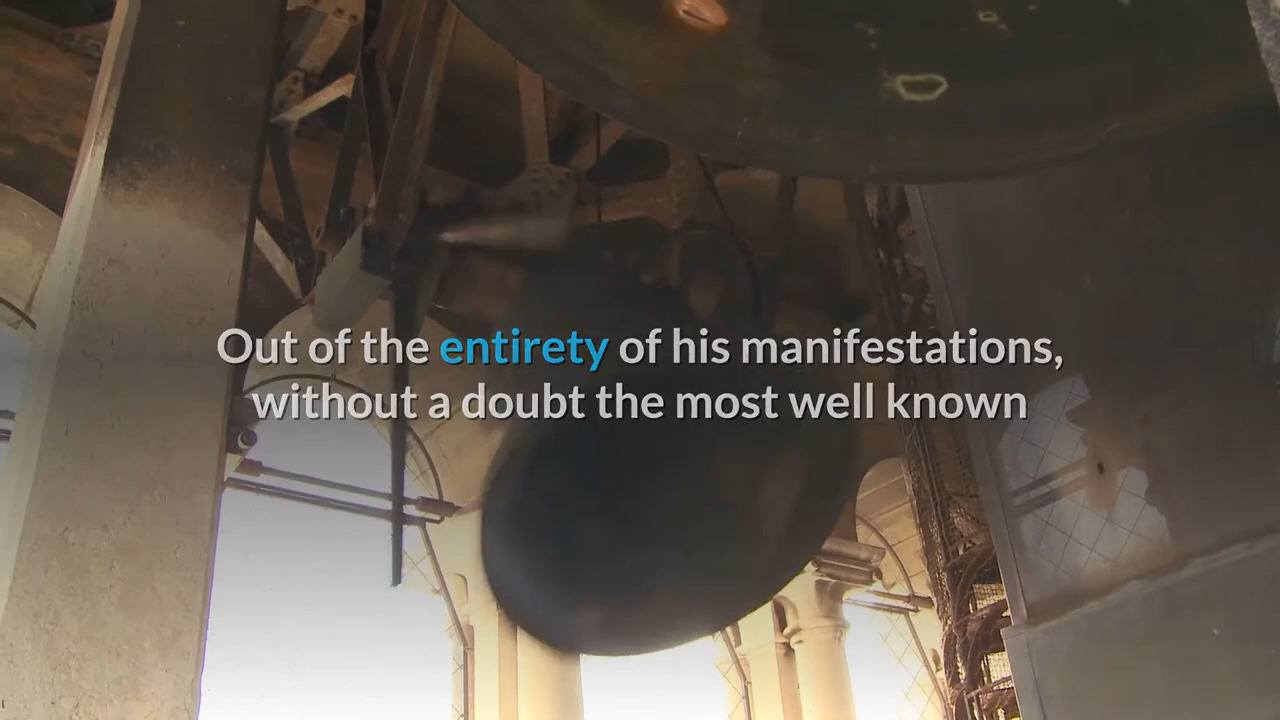 Out of the entirety of his manifestations,
without a doubt the most well known